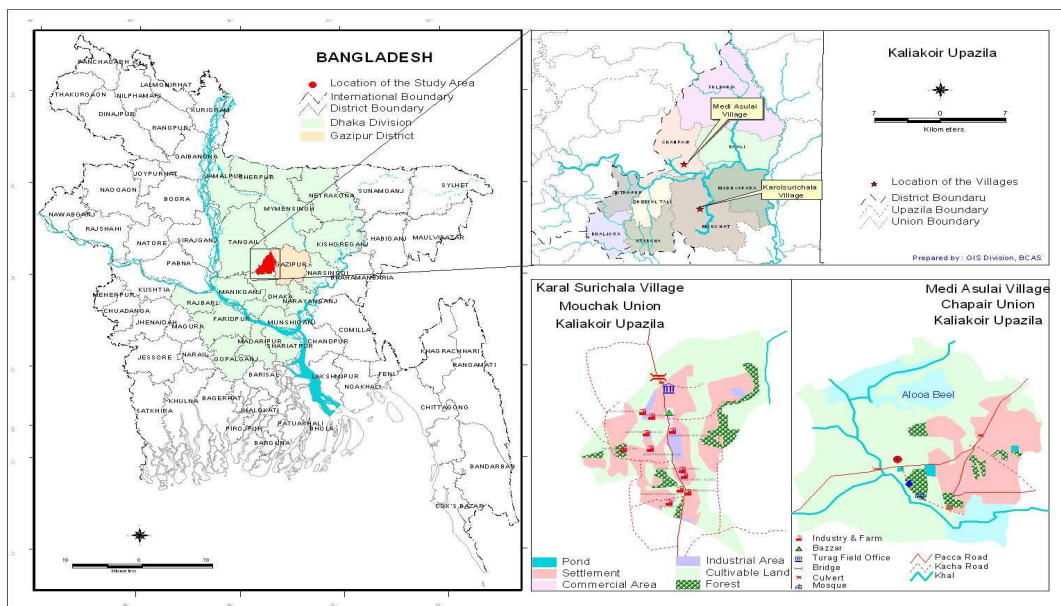 BANGLADESH
Location of the Study Area
International Boundary
District Boundary
Dhaka Division
Gazipur District
PANCHAGARH
THAKURGAON
NILPHAMARI
LALMONIRHAT
DINAJPUR
KURIGRAM
RANGPUR
GAIBANDHA
JOYPURHAT
JAMALPUR
SHERPUR
NAOGAON
BOGRA
NETRAKONA
SUNAMGANJ
SYLHET
NAWABGANJ
MYMENSINGH
RAJSHAHI
NATORE
SIRAJGANJ
TANGAIL
KISHOREGANJ
HABIGANJ
MAULVIBAZAR
PABNA
GAZIPUR
NARSINGDI
BRAHAMANBARIA
KUSHTIA
MANIKGANJ
MEHERPUR
RAJBARI
DHAKA
NARAYANGANJ
CHUADANGA
JHENAIDAH
FARIDPUR
MUNSHIGANJ
COMILLA
MAGURA
MADARIPUR
CHANDPUR
SHARIATPUR
KHAGRACHHARI
JESSORE
NARAIL
GOPALGANJ
RANGAMATI
BARISAL
LAKSHMIPUR
FENI
NOAKHALI
KHULNA
BAGERHAT
SATKHIRA
JHALOKATI
CHITTAGONG
PIROJPUR
PATUAKHALI
BHOLA
BARGUNA
BANDARBAN
COX'S BAZAR
Kaliakoir Upazila
7 0 7
Kilometers
Location of the Villages
District Boundaru
Upazila Boundary
Union Boundary
Prepared by : GIS Division, BCAS
Medi Asulai
Village
Karolsurichala
Village
CHAPAIR
BOALI
Karal Surichala Village
Mouchak Union
Kaliakoir Upazila
Medi Asulai Village
Chapair Union
Kaliakoir Upazila
Alooa Beel
Pond
Settlement
Commercial Area
Industrial Area
Cultivable Land
Forest
Industry & Farm
Bazzar
Turag Field Office
Bridge
Culvert
Mosque
Pacca Road
Kacha Road
Khal